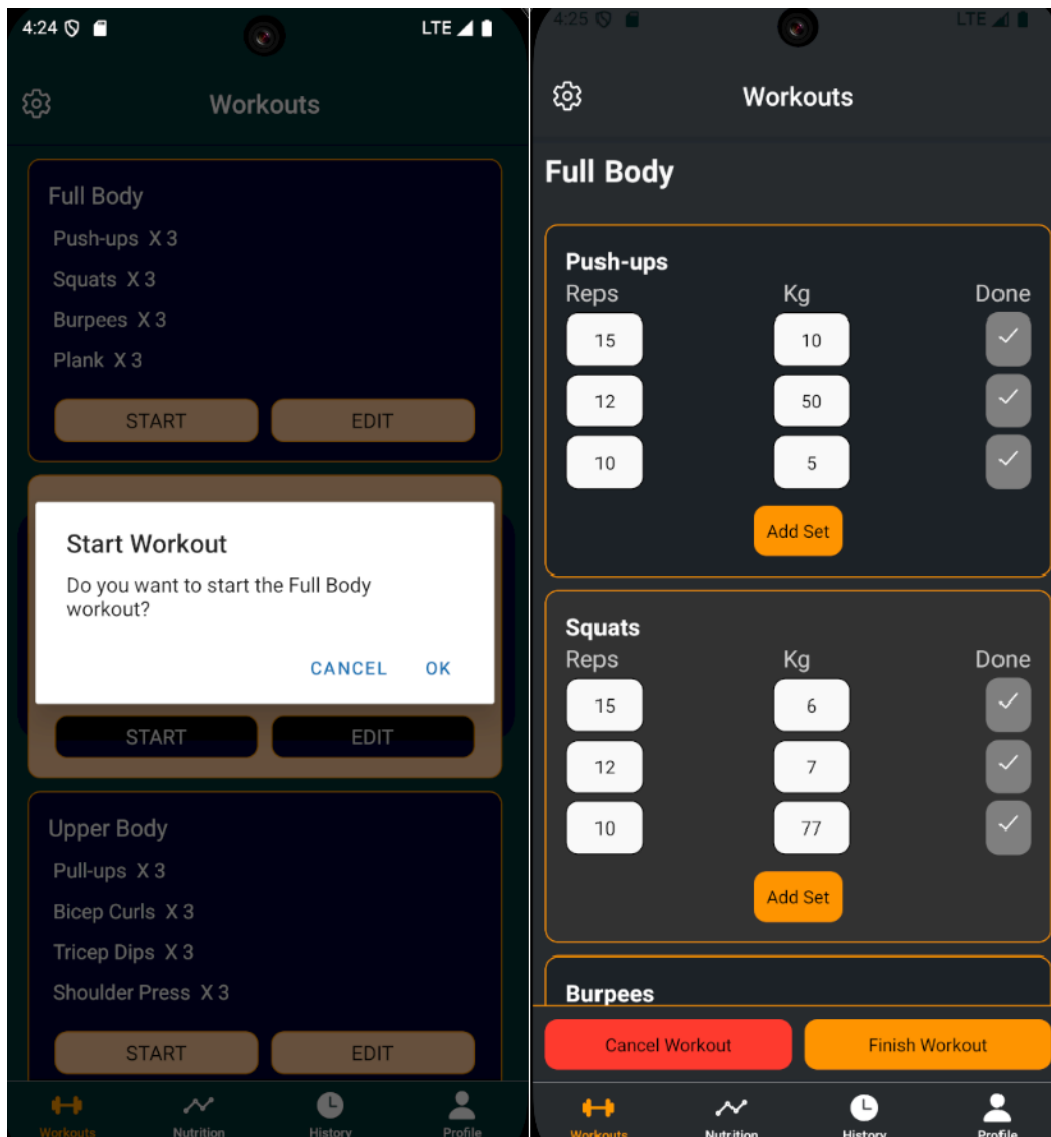 4:24 LTE
Workouts
Full Body
Push-ups X 3
Squats X 3
Burpees X 3
Plank X 3
START EDIT
Start Workout
Do you want to start the Full Body
workout?
CANCEL OK
START EDIT
Upper Body
Pull-ups X 3
Bicep Curls X 3
Tricep Dips X 3
Shoulder Press X 3
START EDIT
Workouts Nutrition History Profile
4:25 LTE
Workouts
Full Body
Push-ups
Reps Kg Done
15 10
12 50
10 5
Add Set
Squats
Reps Kg Done
15 6
12 7
10 77
Add Set
Burpees
Cancel Workout Finish Workout
Workouts Nutrition History Profile